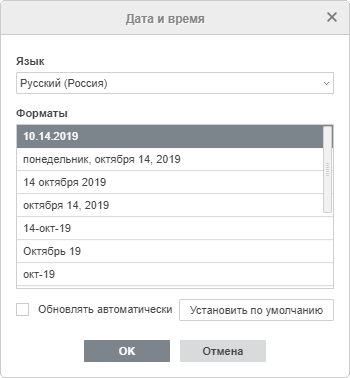 Дата и время
Язык
Русский (Россия)
Форматы
10.14.2019
понедельник, октября 14, 2019
14 октября 2019
октября 14, 2019
14-окт-19
Октябрь 19
окт-19
Обновлять автоматически Установить по умолчанию
OK Отмена